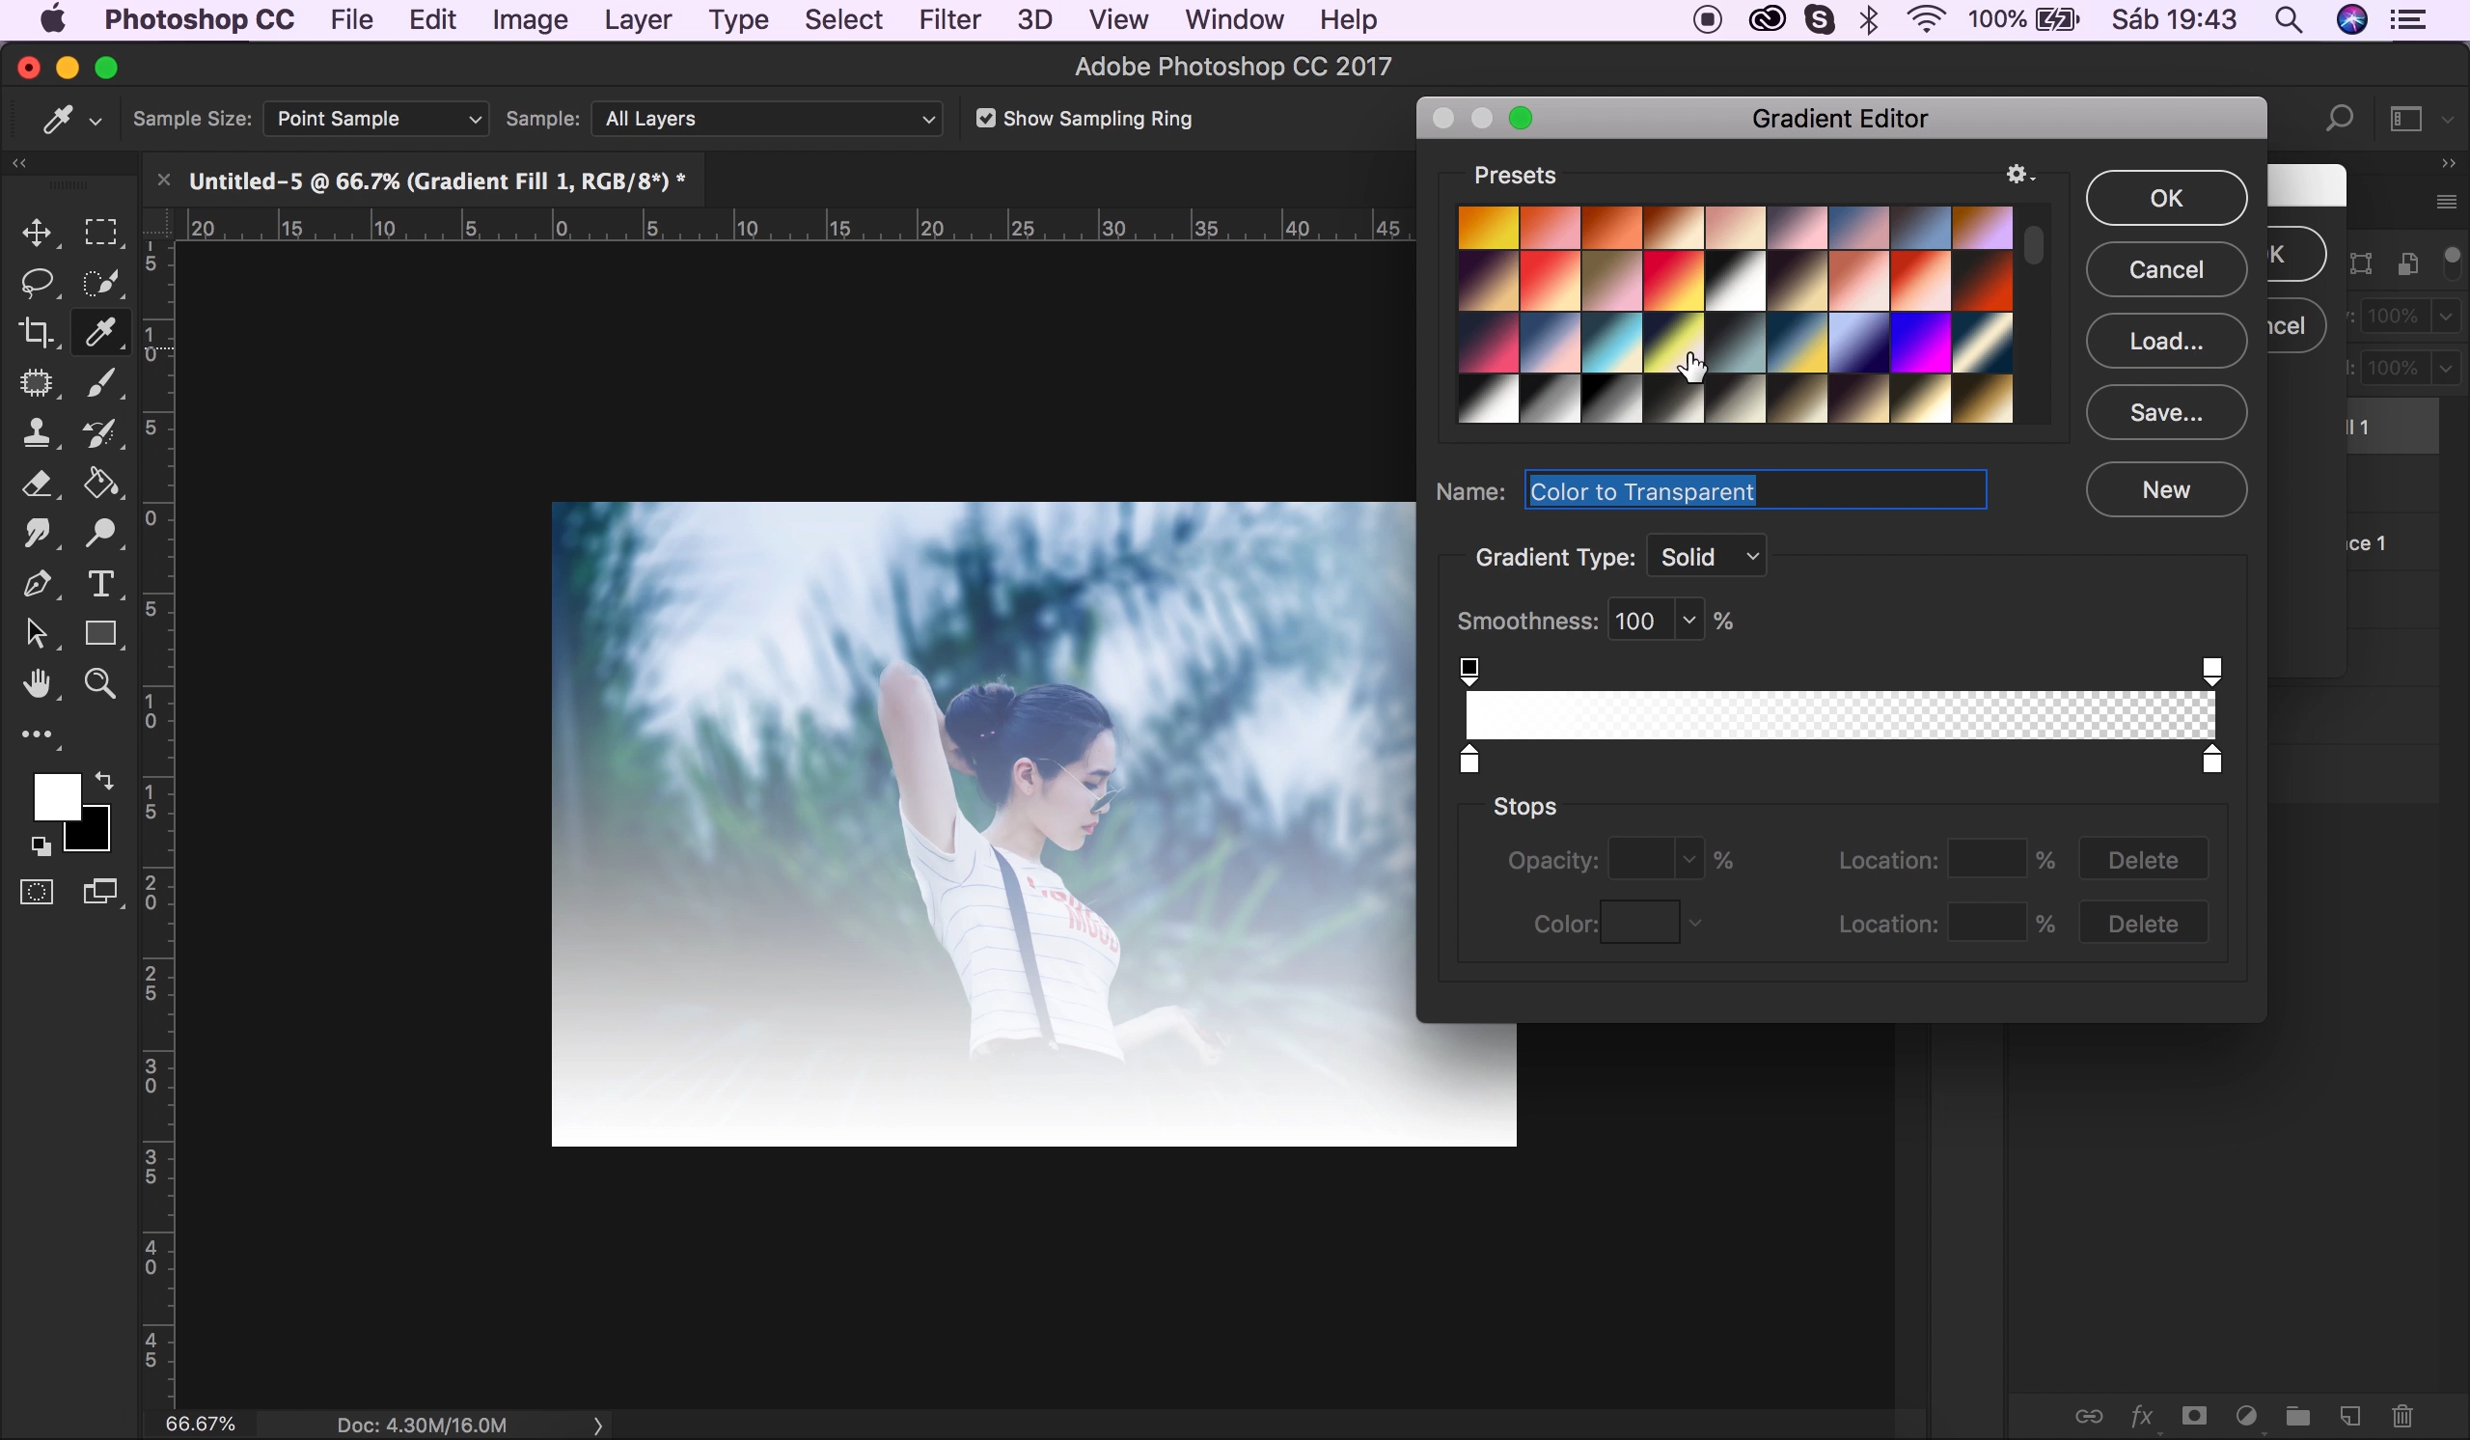 Photoshop CC File Edit Image Layer Type Select Filter 3D View Window Help 100% Sáb 19:43
Adobe Photoshop CC 2017
Sample Size: Point Sample Sample: All Layers Show Sampling Ring
Gradient Editor
Untitled-5 @ 66.7% (Gradient Fill 1, RGB/8*) *
20 15 10 5 0 5 10 15 20 25 30 35 40 45
5 10 5 0 5 10 15 20 25 30 35 40 45
Presets
OK
Cancel
Load...
Save...
Name: Color to Transparent
New
Gradient Type: Solid
Smoothness: 100 %
Stops
Opacity: % Location: % Delete
Color: Location: % Delete
K
ncel
100%
100%
ll 1
ce 1
MOOD
66.67% Doc: 4.30M/16.0M
fx